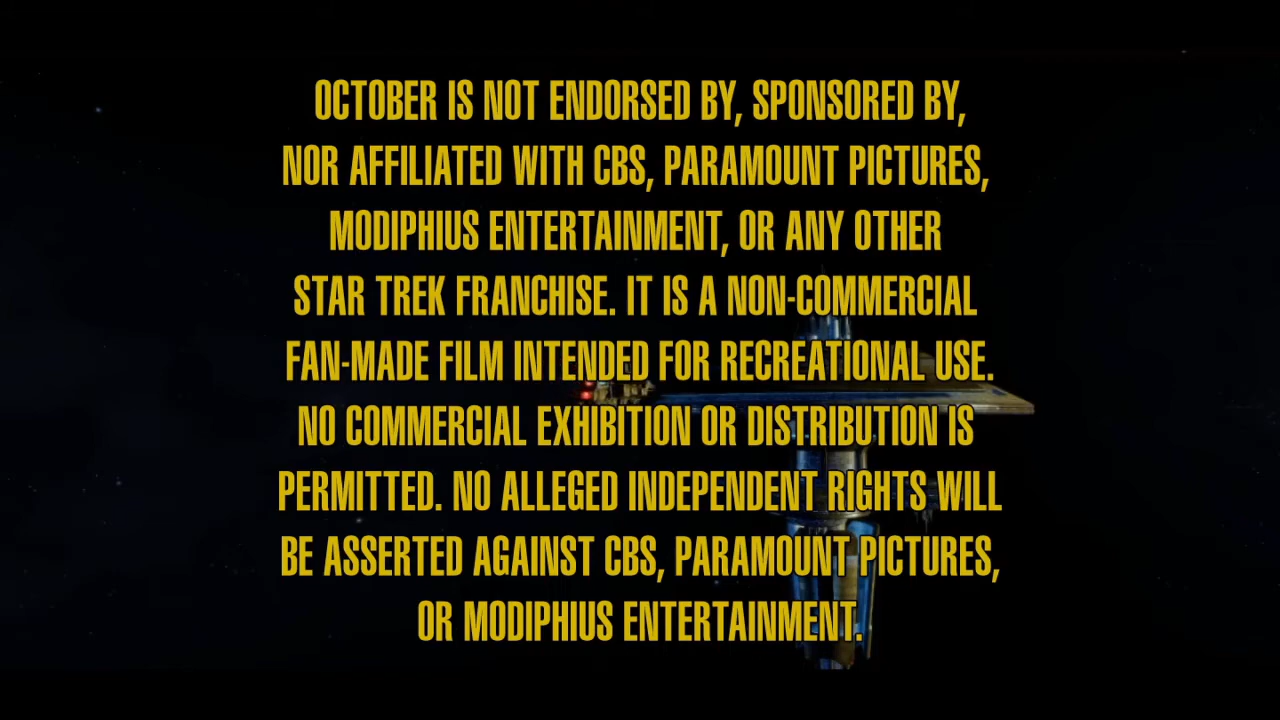 OCTOBER IS NOT ENDORSED BY, SPONSORED BY,
NOR AFFILIATED WITH CBS, PARAMOUNT PICTURES,
MODIPHIUS ENTERTAINMENT, OR ANY OTHER
STAR TREK FRANCHISE. IT IS A NON-COMMERCIAL
FAN-MADE FILM INTENDED FOR RECREATIONAL USE.
NO COMMERCIAL EXHIBITION OR DISTRIBUTION IS
PERMITTED. NO ALLEGED INDEPENDENT RIGHTS WILL
BE ASSERTED AGAINST CBS, PARAMOUNT PICTURES,
OR MODIPHIUS ENTERTAINMENT.